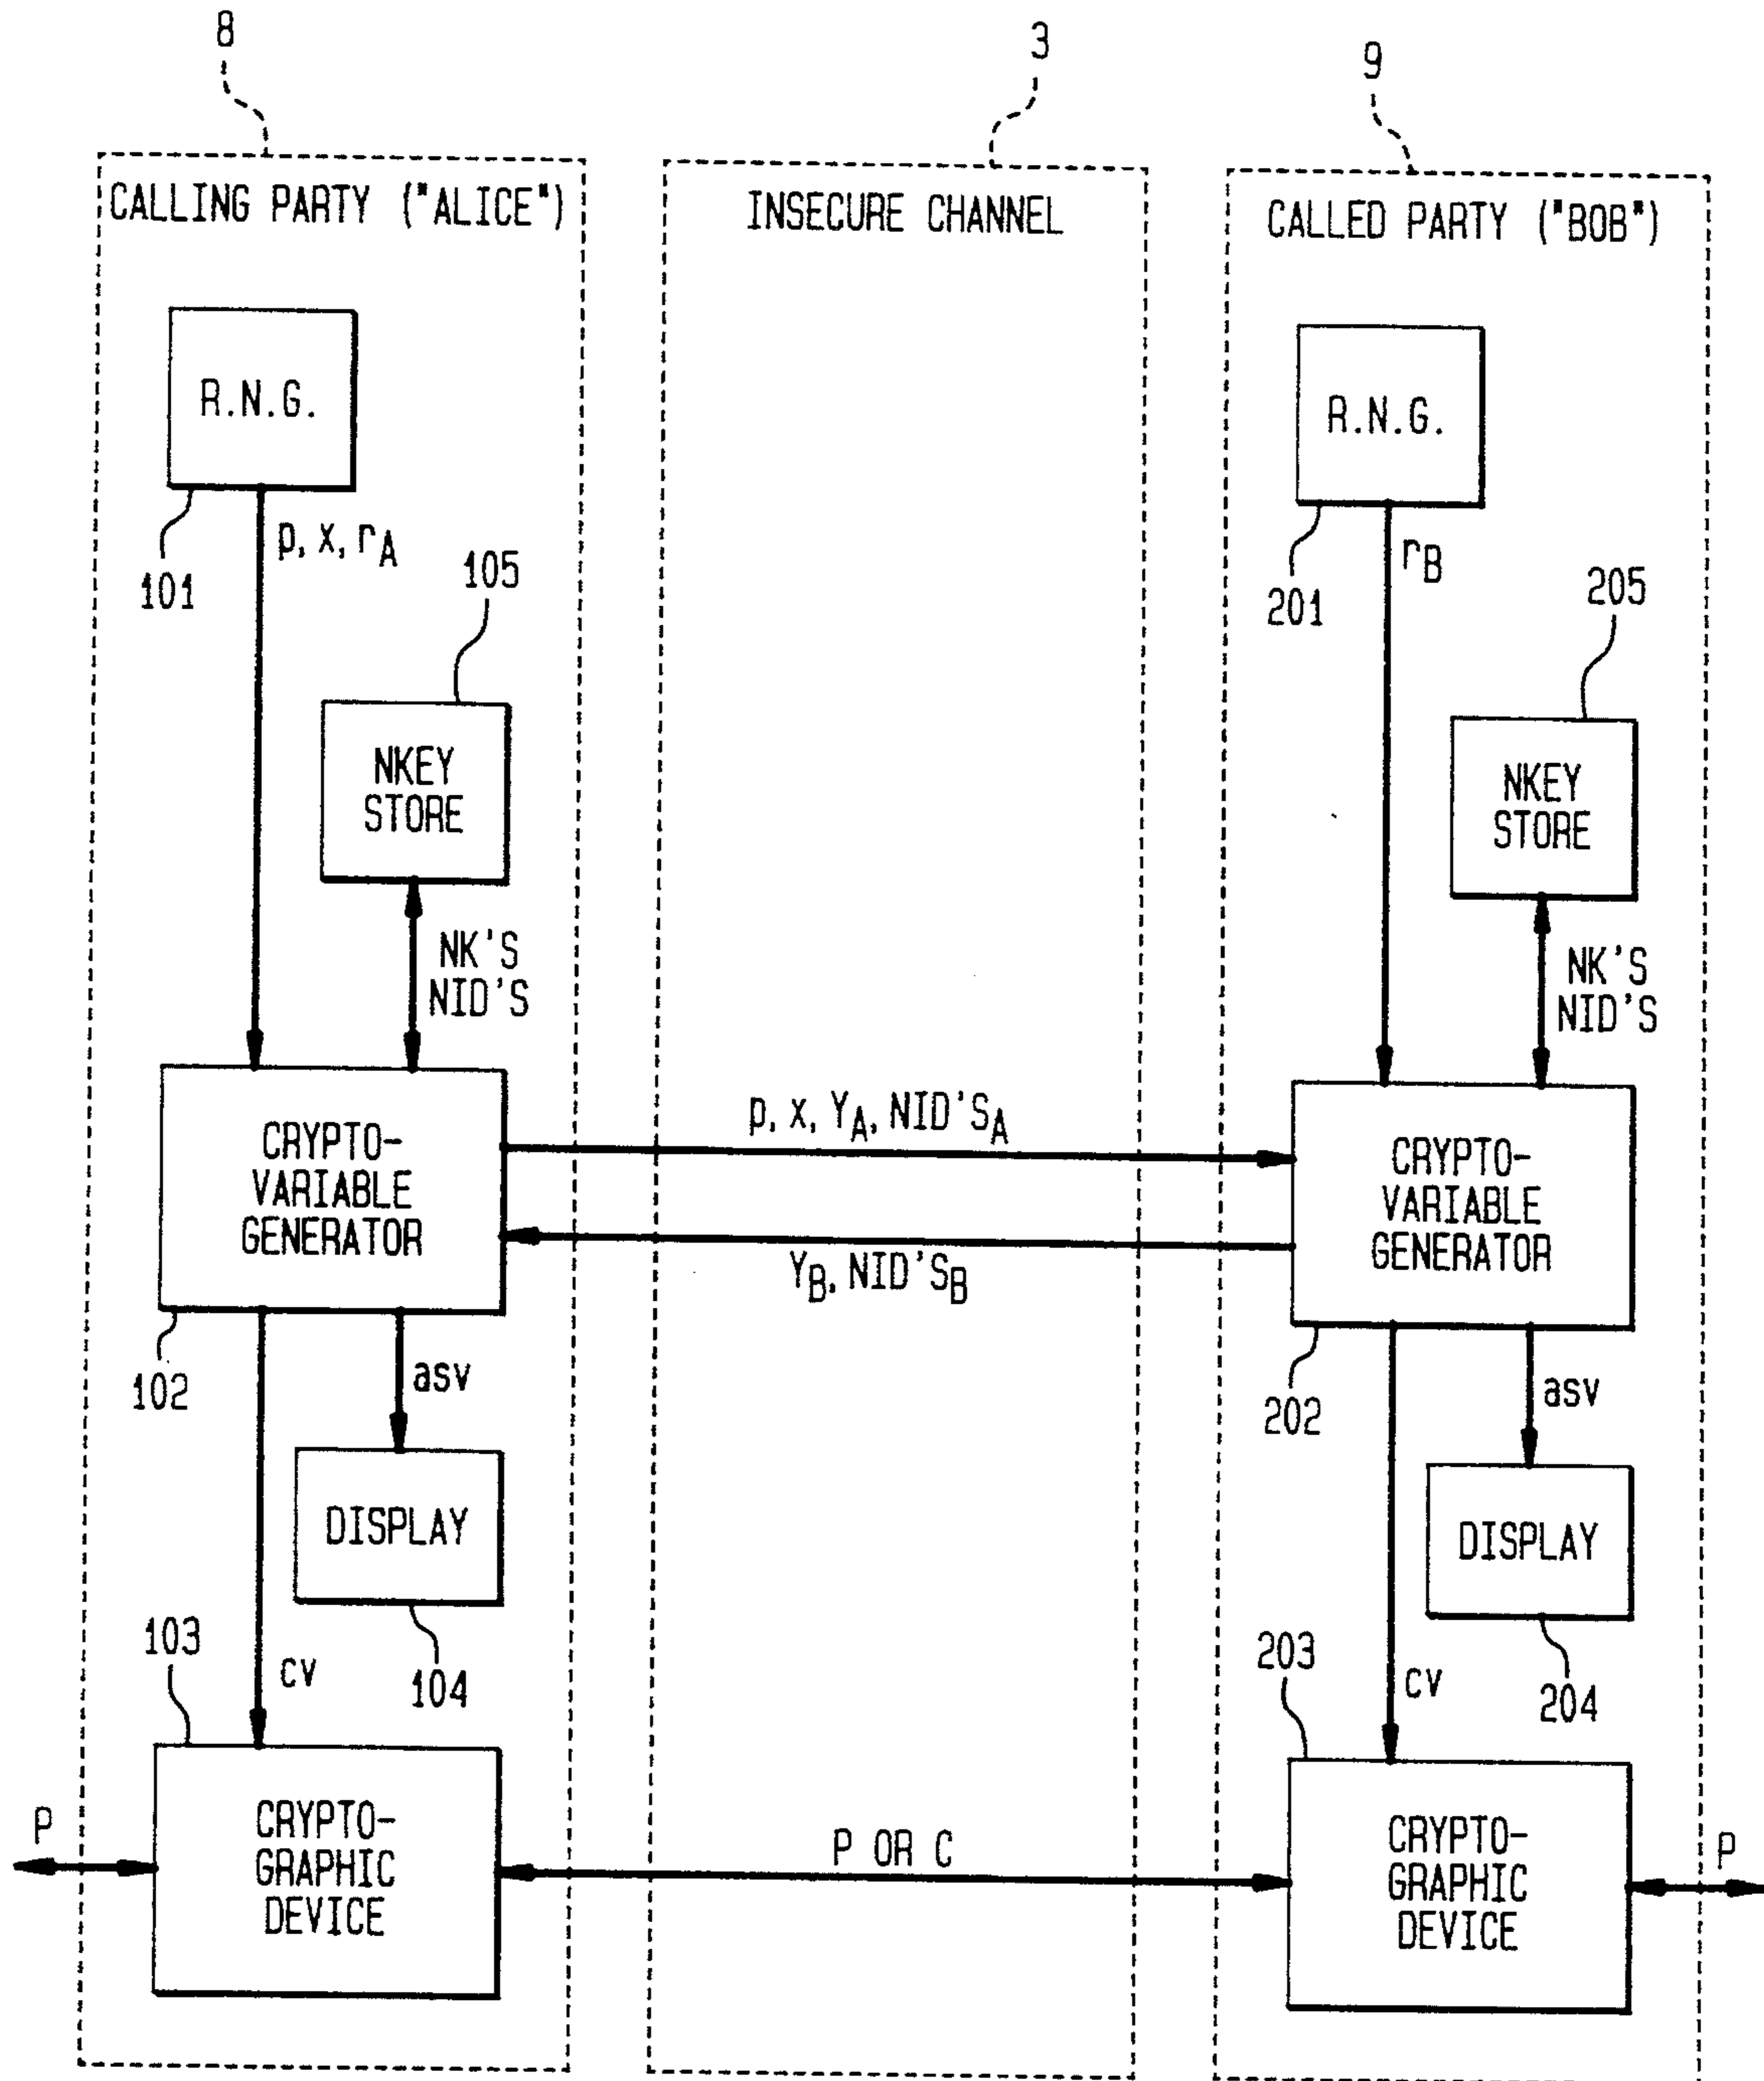 8
3
9
CALLING PARTY ("ALICE")
INSECURE CHANNEL
CALLED PARTY ("BOB")
R.N.G.
R.N.G.
101
p, x, rA
201
rB
105
205
NKEY
STORE
NKEY
STORE
NK'S
NID'S
NK'S
NID'S
CRYPTO-
VARIABLE
GENERATOR
p, x, YA, NID'SA
YB, NID'SB
CRYPTO-
VARIABLE
GENERATOR
102
asv
202
asv
DISPLAY
DISPLAY
103
cv
104
203
cv
204
P
CRYPTO-
GRAPHIC
DEVICE
P OR C
CRYPTO-
GRAPHIC
DEVICE
P